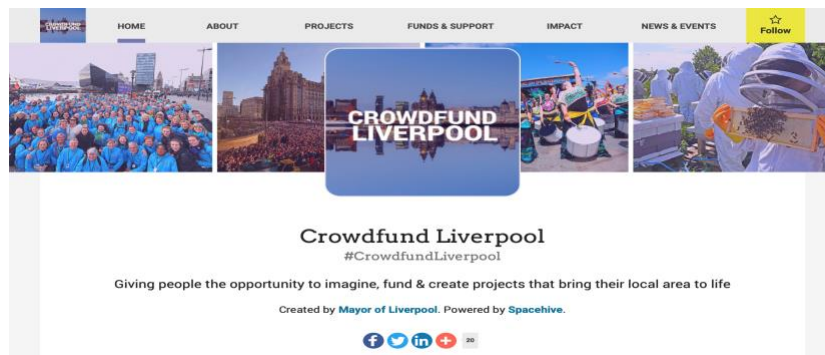 CROWDFUND
LIVERPOOL
HOME
ABOUT
PROJECTS
FUNDS & SUPPORT
IMPACT
NEWS & EVENTS
Follow
CROWDFUND
LIVERPOOL
3
Crowdfund Liverpool
#CrowdfundLiverpool
Giving people the opportunity to imagine, fund & create projects that bring their local area to life
Created by Mayor of Liverpool. Powered by Spacehive.
f in + 20